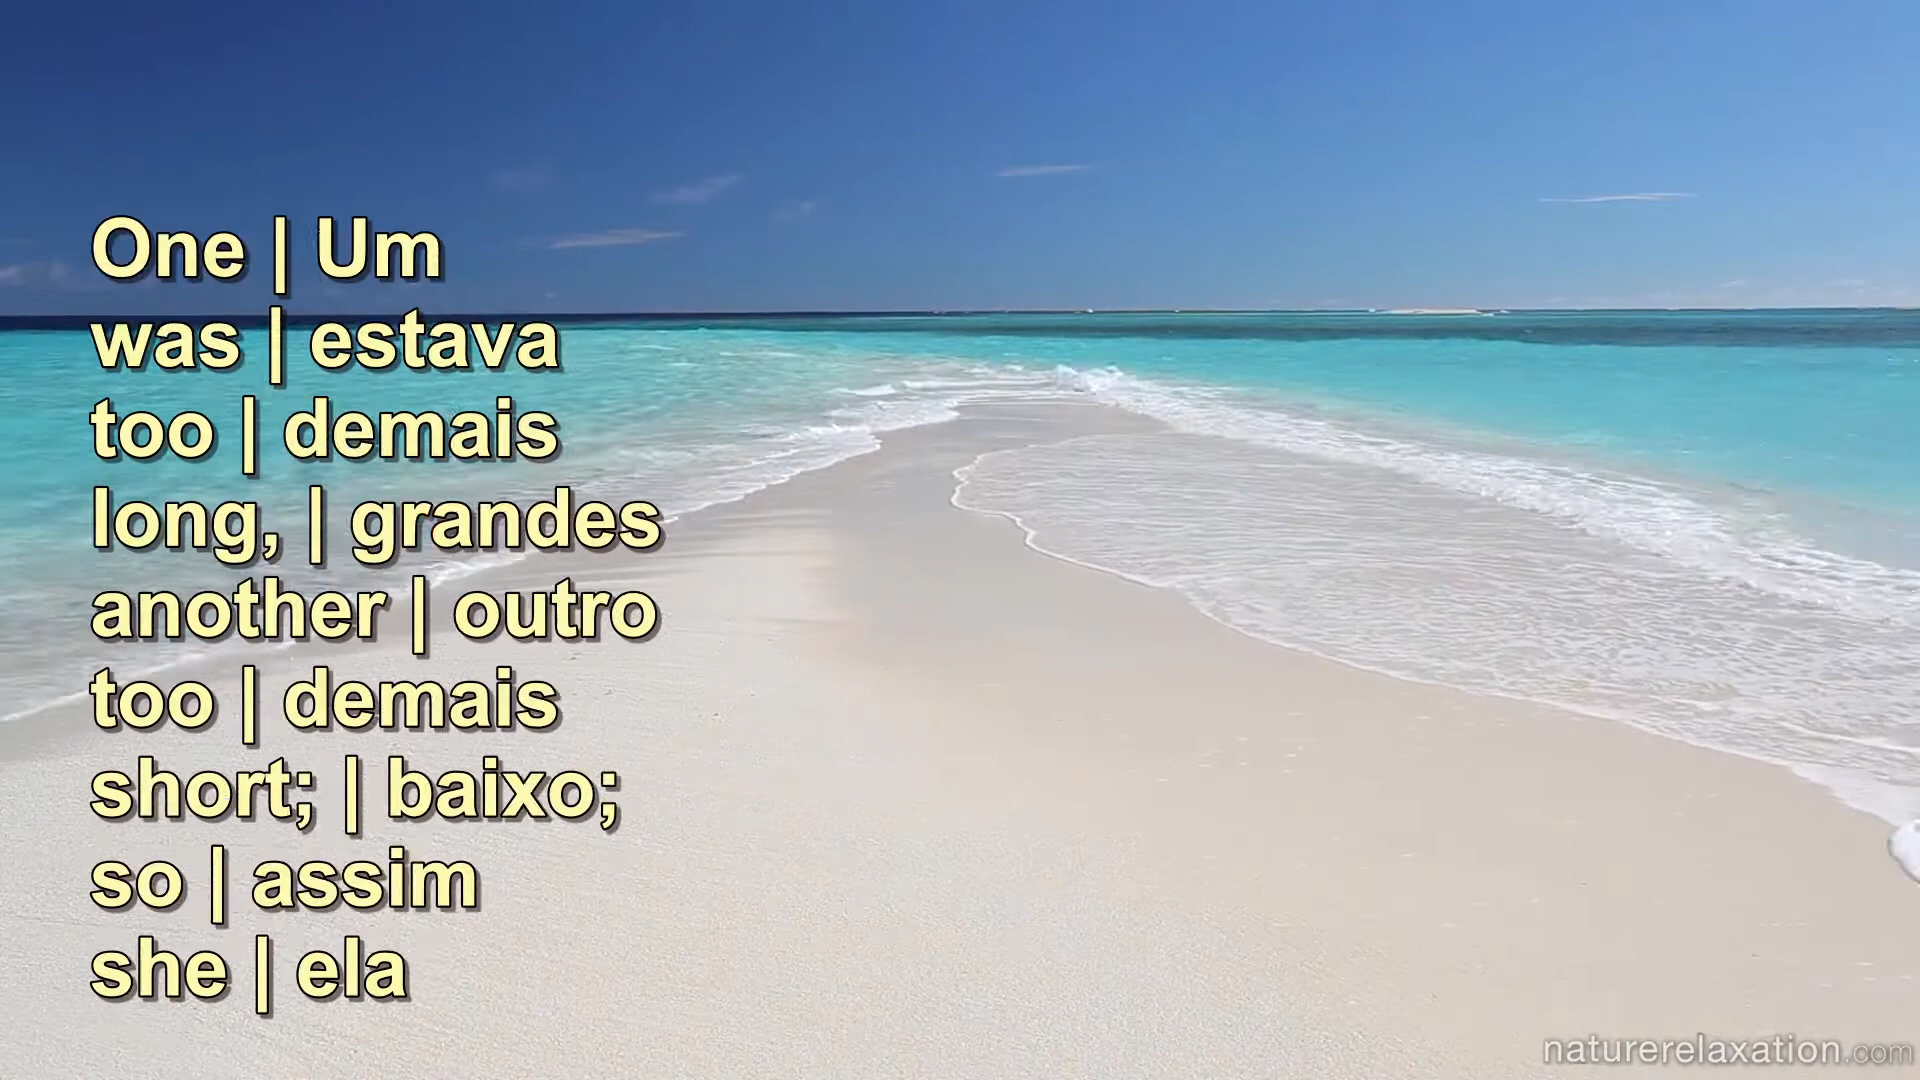 One | Um
was | estava
too | demais
long, | grandes
another | outro
too | demais
short; | baixo;
so | assim
she | ela
naturerelaxation.com